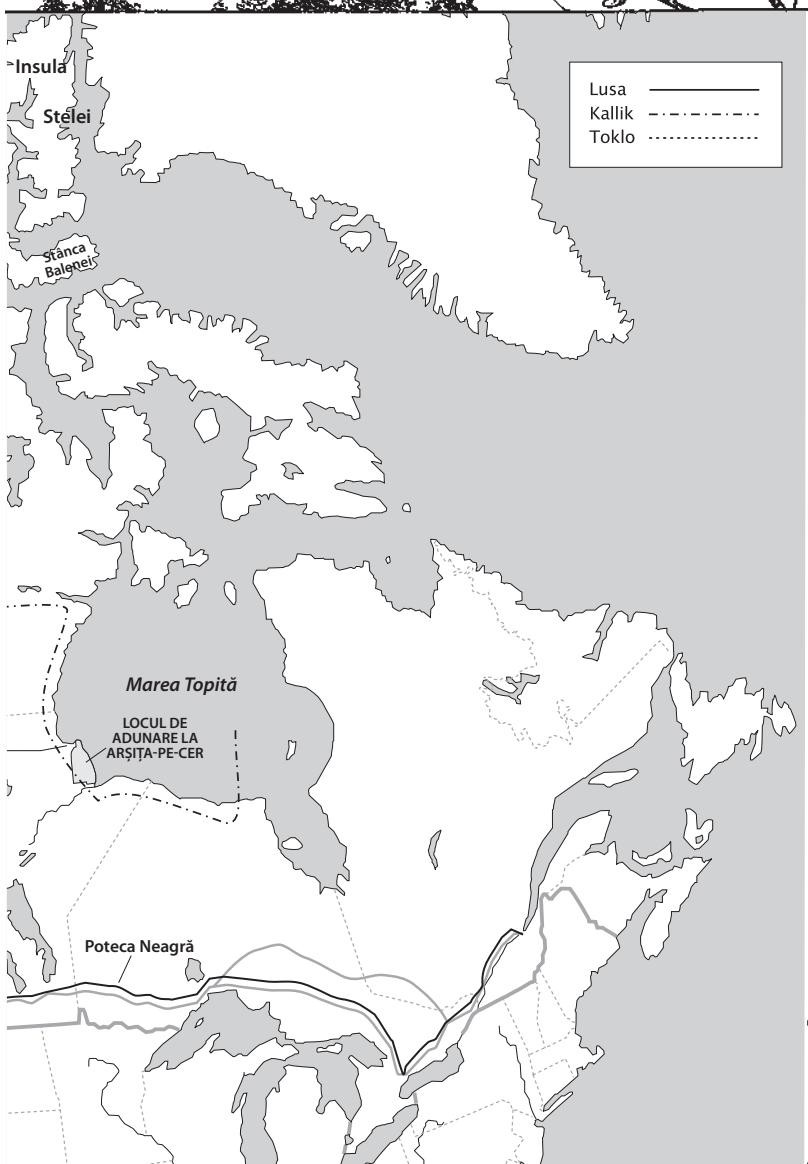 Insula
Stelei
Lusa
Kallik
Toklo
Stânca
Balenei
Marea Topită
LOCUL DE
ADUNARE LA
ARȘIȚA-PE-CER
Poteca Neagră